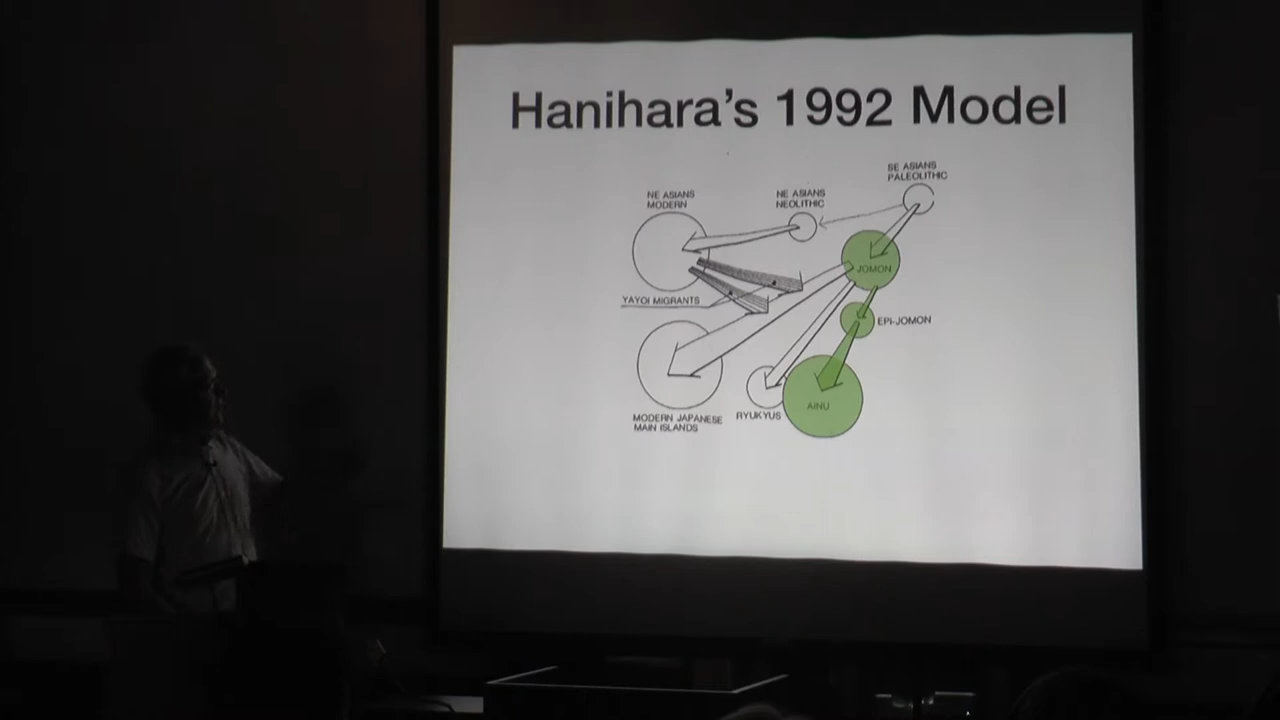 Hanihara's 1992 Model
SE ASIANS
PALEOLITHIC
NE ASIANS
MODERN
NE ASIANS
NEOLITHIC
JOMON
YAYOI MIGRANTS
EPI-JOMON
AINU
MODERN JAPANESE
MAIN ISLANDS
RYUKYUS